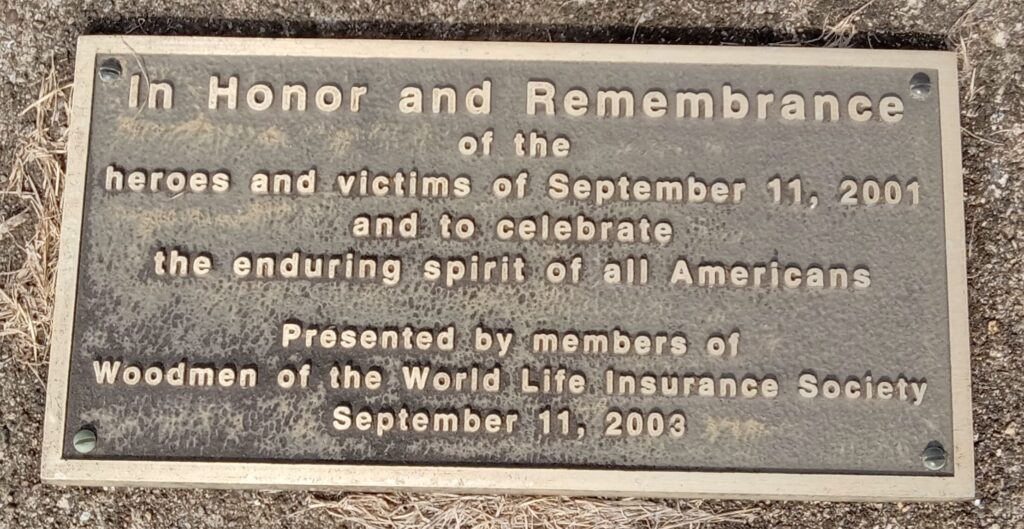 In Honor and Remembrance
of the
heroes and victims of September 11, 2001
and to celebrate
the enduring spirit of all Americans
Presented by members of
Woodmen of the World Life Insurance Society
September 11, 2003